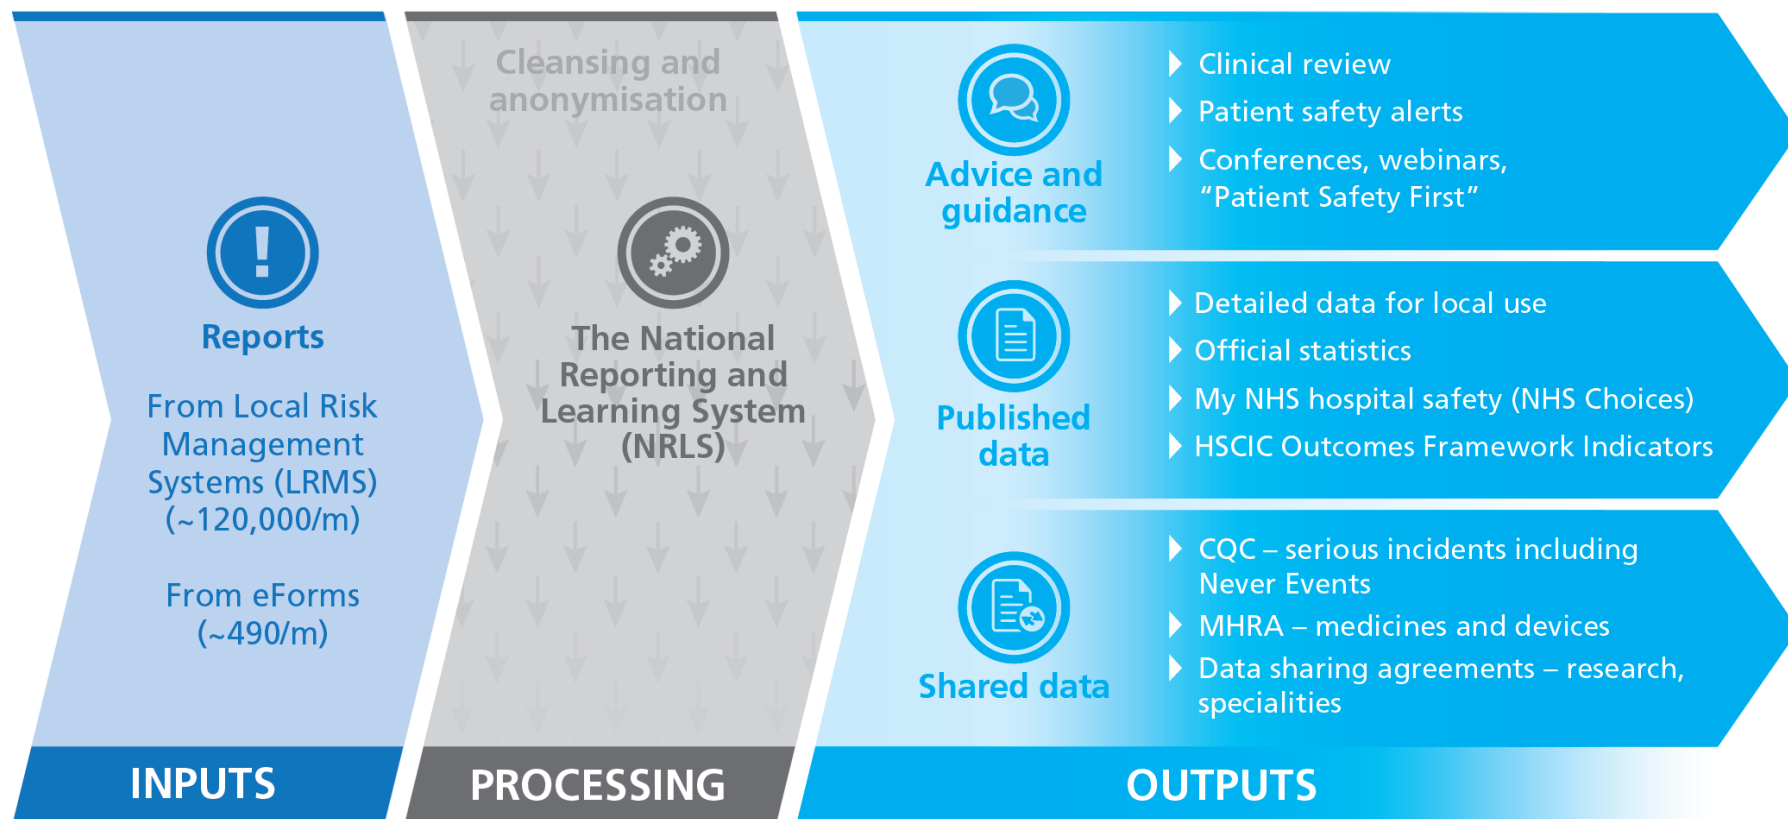 Reports
From Local Risk
Management
Systems (LRMS)
(~120,000/m)
From eForms
(~490/m)
INPUTS
Cleansing and
anonymisation
The National
Reporting and
Learning System
(NRLS)
PROCESSING
Advice and
guidance
Clinical review
Patient safety alerts
Conferences, webinars,
“Patient Safety First”
Published
data
Detailed data for local use
Official statistics
My NHS hospital safety (NHS Choices)
HSCIC Outcomes Framework Indicators
Shared data
CQC – serious incidents including
Never Events
MHRA – medicines and devices
Data sharing agreements – research,
specialities
OUTPUTS